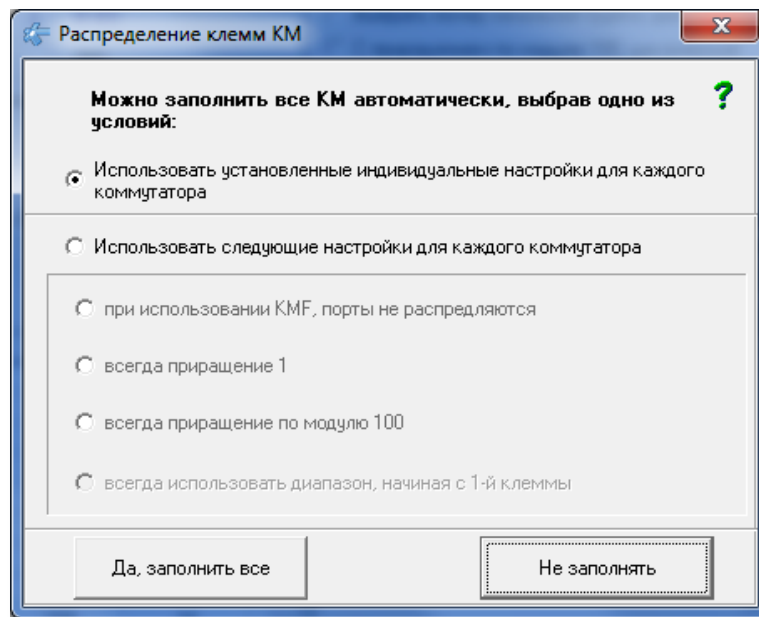 Распределение клемм КМ
Можно заполнить все КМ автоматически, выбрав одно из
условий:
?
Использовать установленные индивидуальные настройки для каждого
коммутатора
Использовать следующие настройки для каждого коммутатора
при использовании KMF, порты не распредляются
всегда приращение 1
всегда приращение по модулю 100
всегда использовать диапазон, начиная с 1-й клеммы
Да, заполнить все
Не заполнять